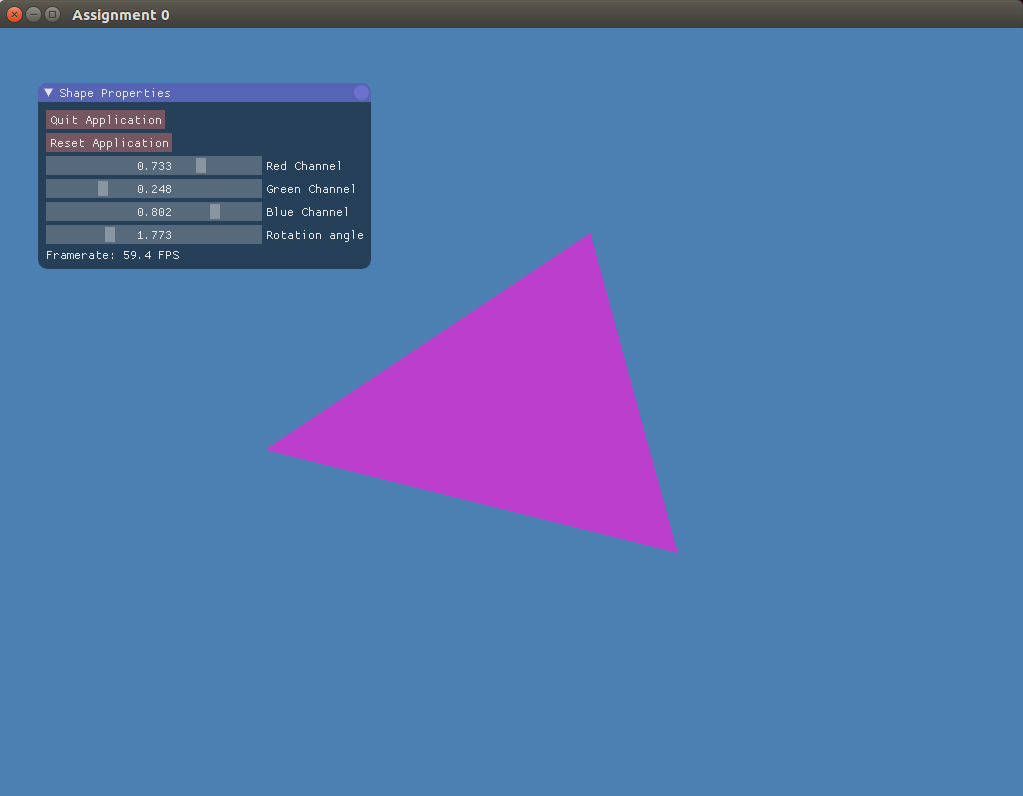 Assignment 0
Shape Properties
Quit Application
Reset Application
0.733 Red Channel
0.248 Green Channel
0.802 Blue Channel
1.773 Rotation angle
Framerate: 59.4 FPS